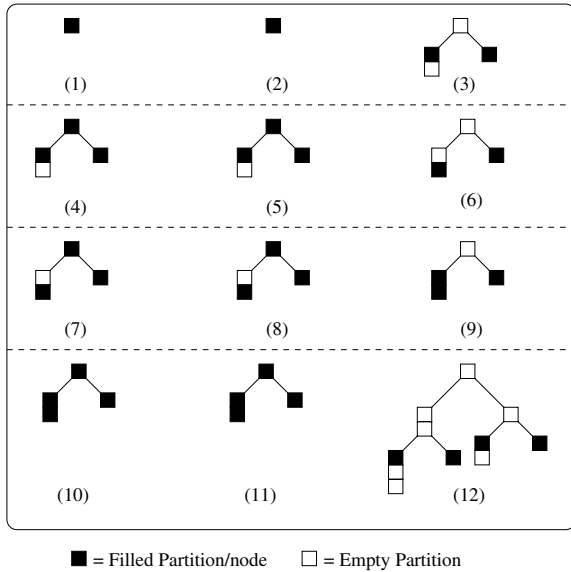 (1) (2) (3)
(4) (5) (6)
(7) (8) (9)
(10) (11) (12)
= Filled Partition/node = Empty Partition